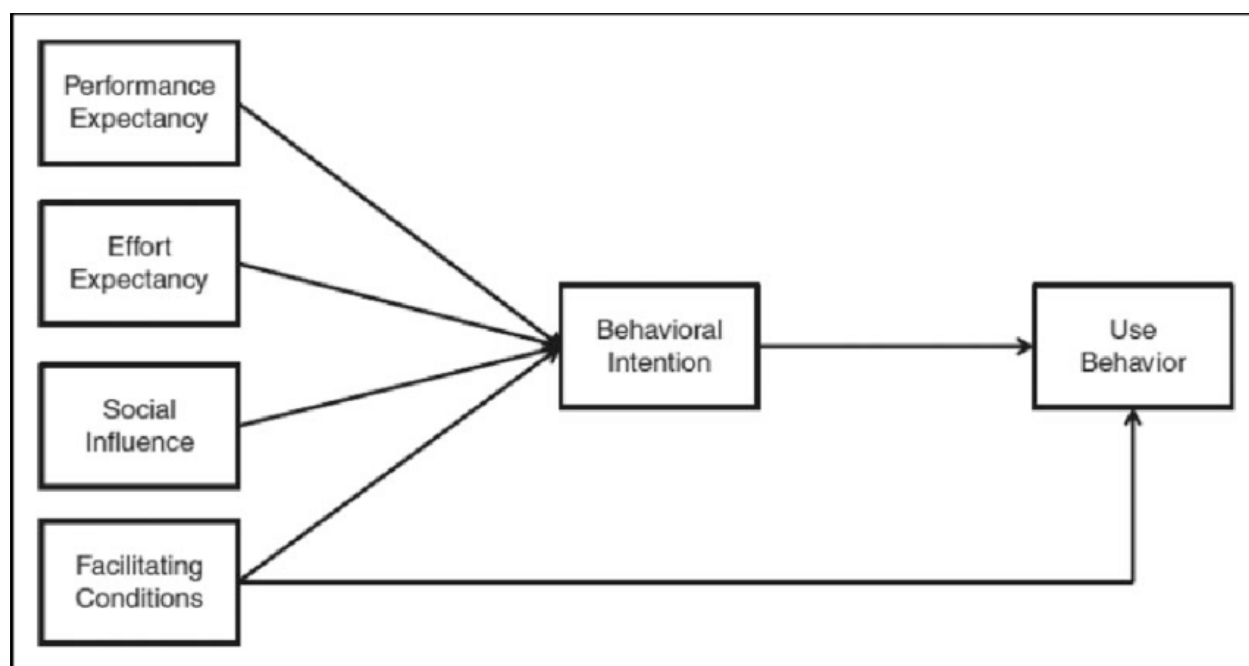 Performance
Expectancy
Effort
Expectancy
Social
Influence
Facilitating
Conditions
Behavioral
Intention
Use
Behavior